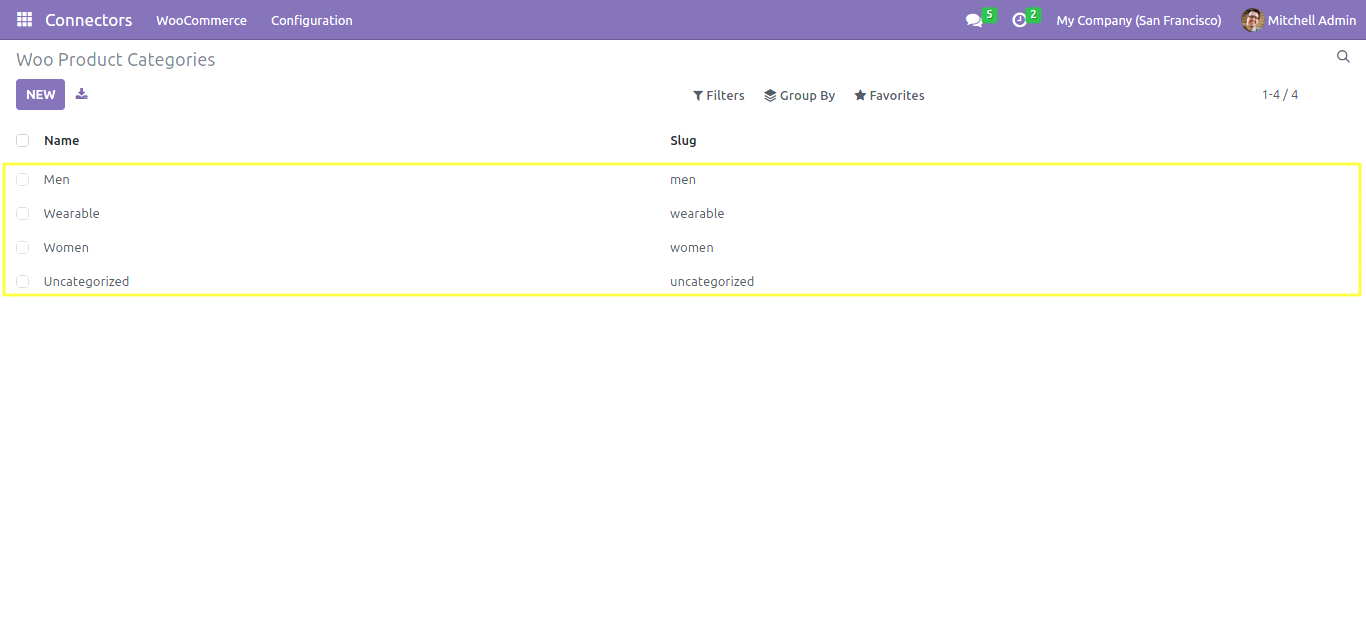 Connectors WooCommerce Configuration 5 2 My Company (San Francisco) Mitchell Admin
Woo Product Categories
NEW Filters Group By Favorites 1-4 / 4
Name Slug
Men men
Wearable wearable
Women women
Uncategorized uncategorized